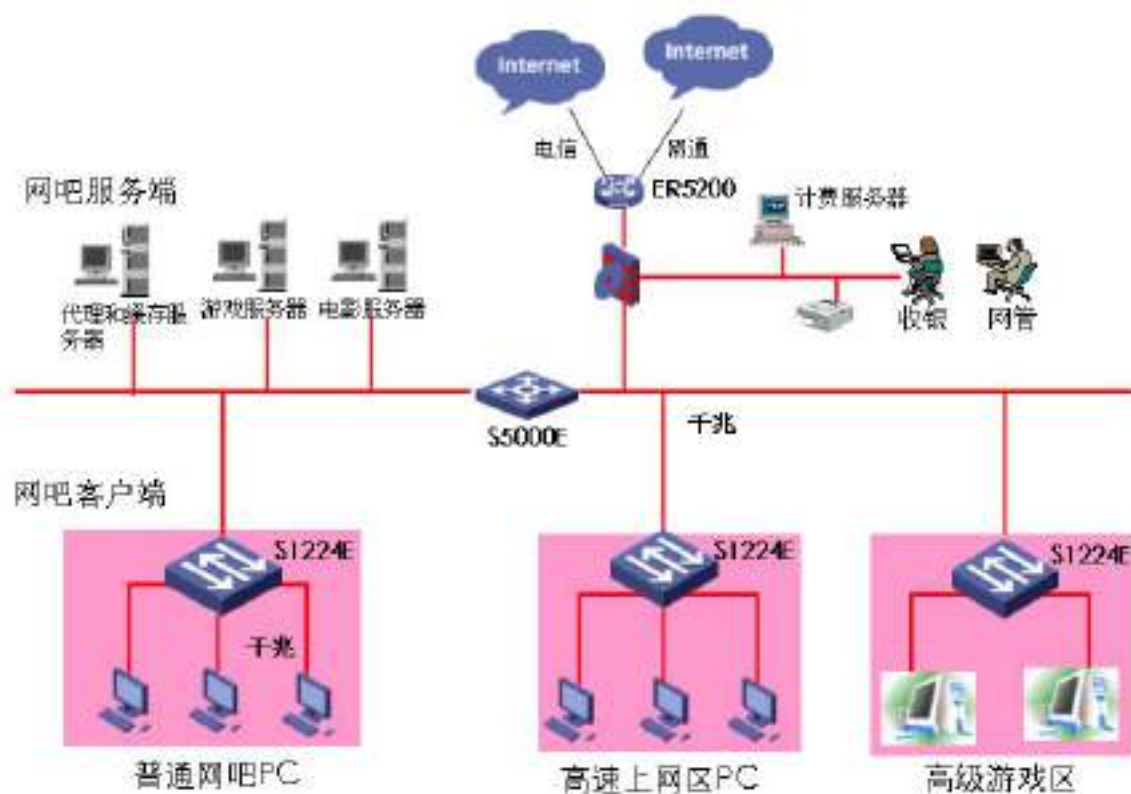 Internet
Internet
电信
网通
ER5200
网吧服务端
计费服务器
代理和缓存服
务器
游戏服务器
电影服务器
收银
网管
S5000E
千兆
网吧客户端
S1224E
S1224E
S1224E
千兆
普通网吧PC
高速上网区PC
高级游戏区